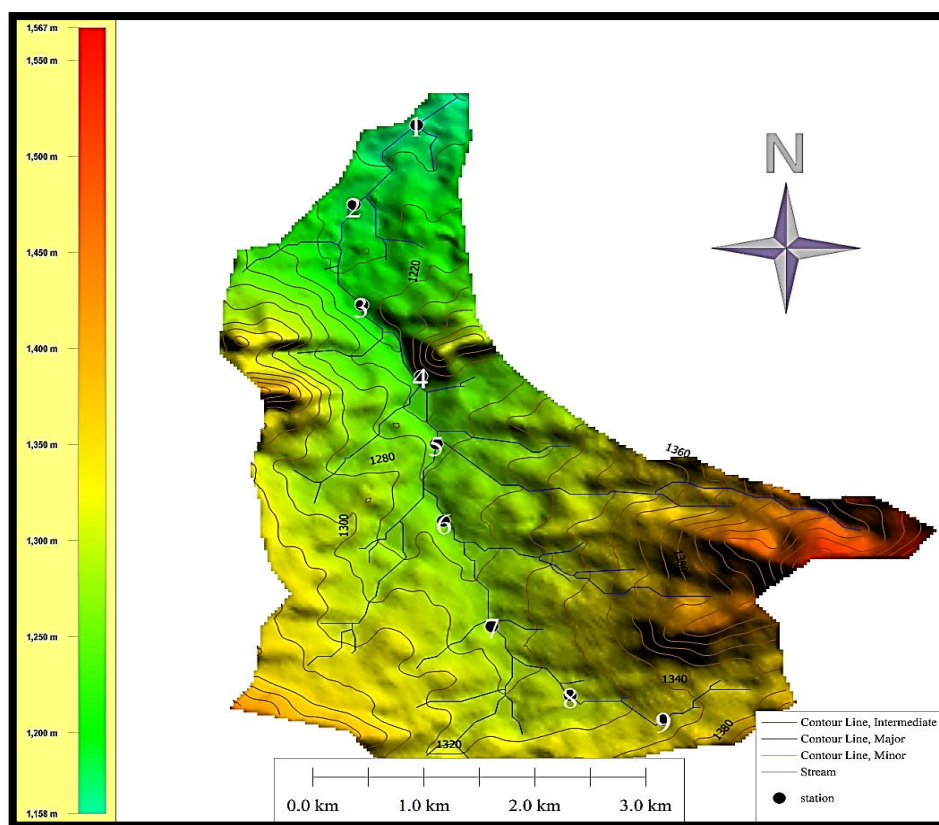 1,567 m
1,550 m
1,500 m
1,450 m
1,400 m
1,350 m
1,300 m
1,250 m
1,200 m
1,158 m
N
1
2
1220
3
4
5
1360
1280
6
1300
1380
7
1340
8
9
1380
1320
Contour Line, Intermediate
Contour Line, Major
Contour Line, Minor
Stream
station
0.0 km 1.0 km 2.0 km 3.0 km